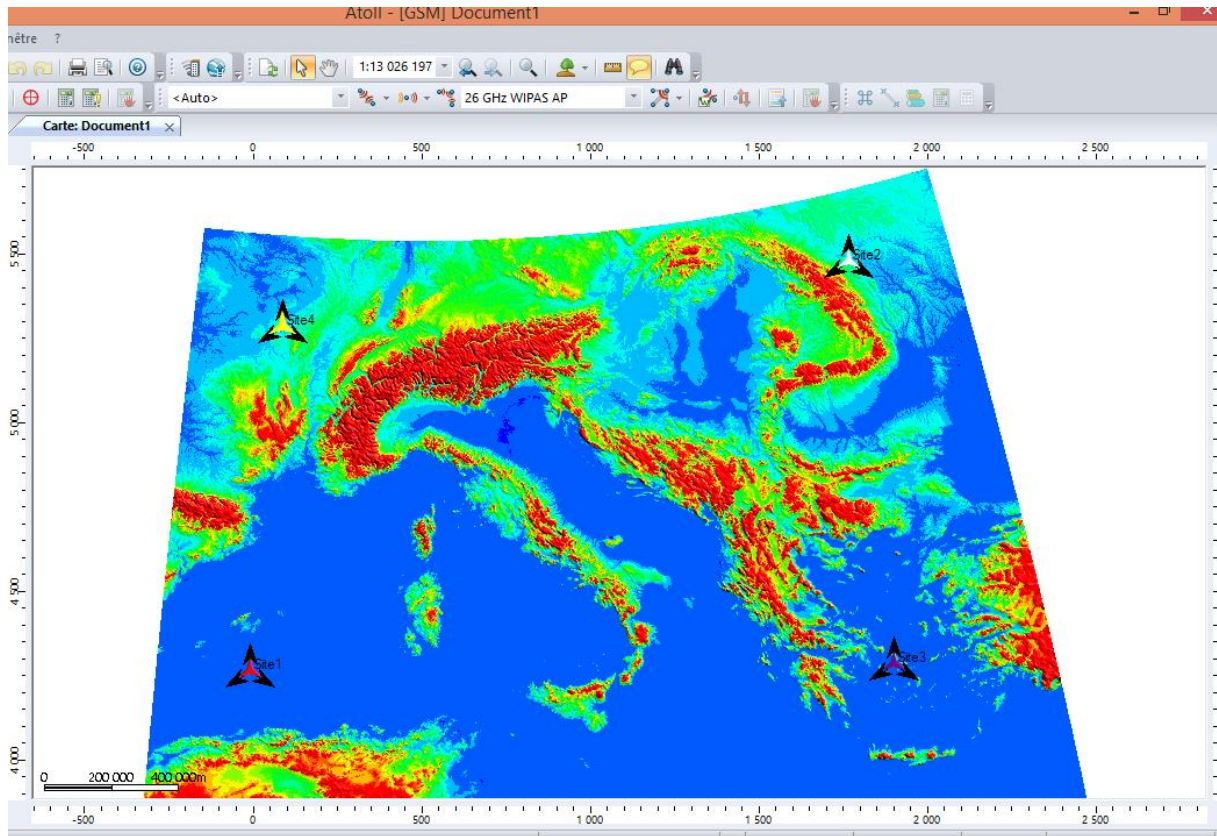 Atoll - [GSM] Document1
nêtre ?
1:13 026 197
<Auto> 26 GHz WIPAS AP
Carte: Document1
-500 0 500 1 000 1 500 2 000 2 500
5 500
Site2
Site4
5 000
4 500
Site1
Site3
4 000
0 200 000 400 000m
-500 0 500 1 000 1 500 2 000 2 500